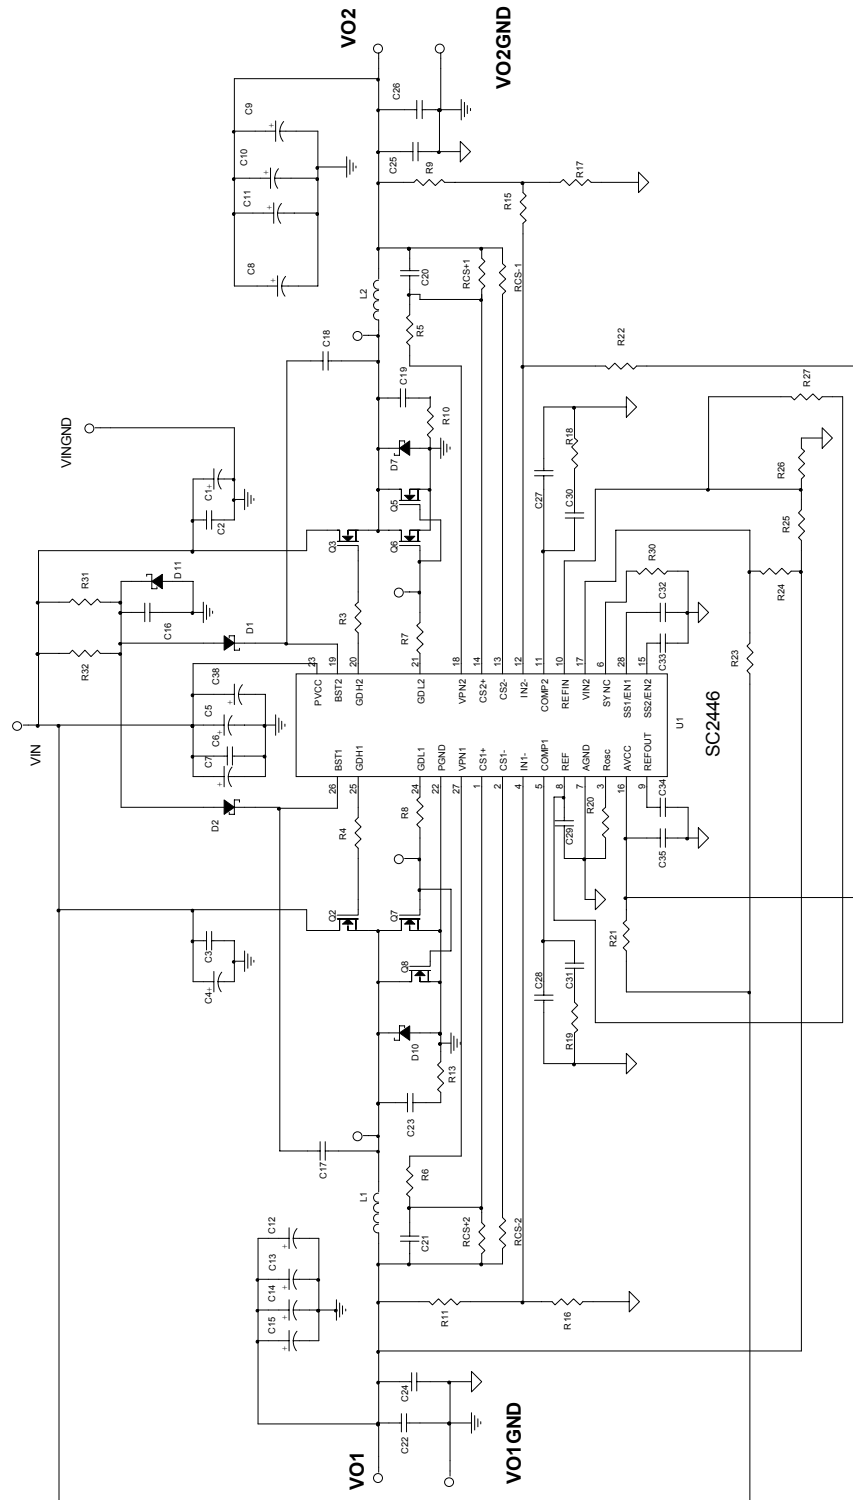 VO2
VO2GND
C9
C10
C11
C8
C26
C25
R9
R17
R15
C20
RCS+1
RCS-1
L2
R5
C18
R22
R27
VINGND
C19
R10
D7
Q5
C1
C2
Q3
Q6
C27
R18
C30
R26
R25
R31
D11
C16
R32
D1
R3
R7
R30
C32
C33
R24
R23
C38
C5
C6
C7
VIN
D2
23
19
20
21
18
14
13
12
11
10
17
6
28
15
PVCC
BST2
GDH2
GDL2
VPN2
CS2+
CS2-
IN2-
COMP2
REFIN
VIN2
SYNC
SS1/EN1
SS2/EN2
U1
SC2446
BST1
GDH1
GDL1
PGND
VPN1
CS1+
CS1-
IN1-
COMP1
REF
AGND
Rosc
AVCC
REFOUT
26
25
24
22
27
1
2
4
5
8
7
3
16
9
R4
R8
C29
R20
C34
C35
R21
Q2
Q7
Q8
C3
C4
C28
C31
R19
D10
R13
C23
C17
L1
R6
C21
RCS+2
RCS-2
C12
C13
C14
C15
R11
R16
C24
C22
VO1
VO1GND
+
+
+
+
+
+
+
+
+
+
+
+
+